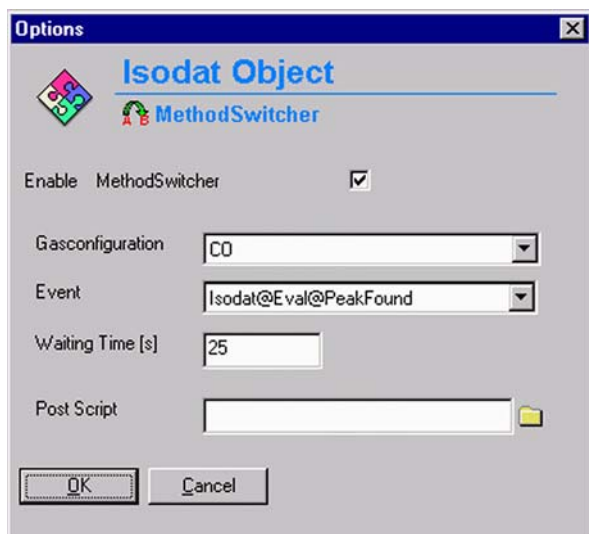 Options
Isodat Object
A B MethodSwitcher
Enable MethodSwitcher
Gasconfiguration CO
Event Isodat@Eval@PeakFound
Waiting Time [s] 25
Post Script
OK Cancel